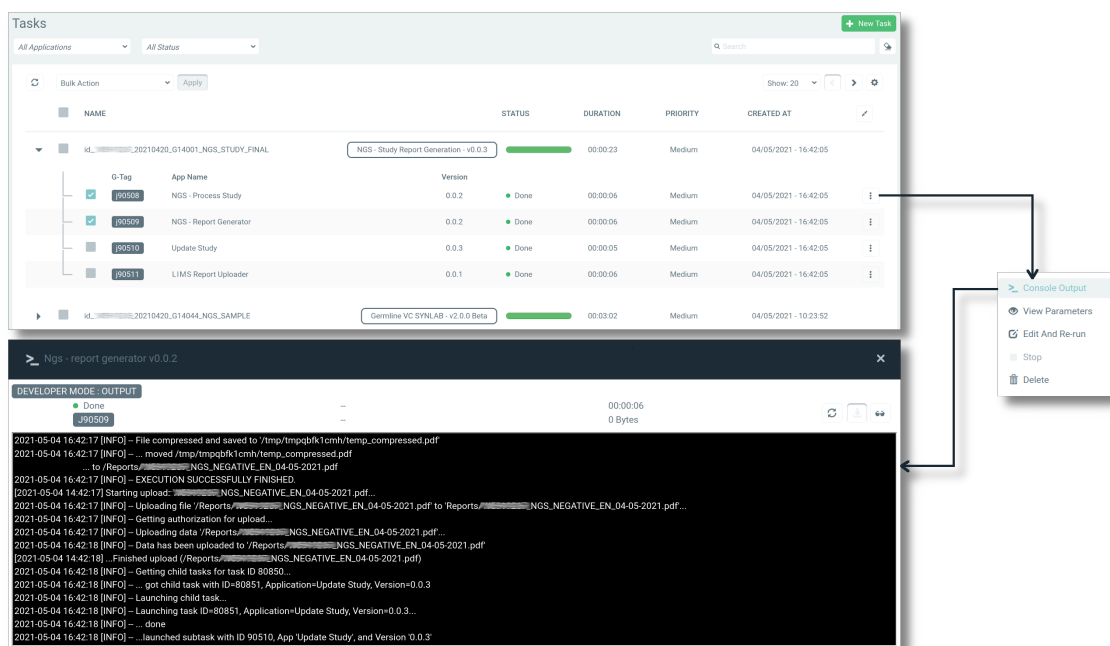 Tasks
+ New Task
All Applications All Status Search
Bulk Action Apply Show: 20
NAME STATUS DURATION PRIORITY CREATED AT
id_ _20210420_G14001_NGS_STUDY_FINAL NGS - Study Report Generation - v0.0.3 00:00:23 Medium 04/05/2021 - 16:42:05
G-Tag App Name Version
j90508 NGS - Process Study 0.0.2 Done 00:00:06 Medium 04/05/2021 - 16:42:05
j90509 NGS - Report Generator 0.0.2 Done 00:00:06 Medium 04/05/2021 - 16:42:05
j90510 Update Study 0.0.3 Done 00:00:05 Medium 04/05/2021 - 16:42:05
j90511 LIMS Report Uploader 0.0.1 Done 00:00:06 Medium 04/05/2021 - 16:42:05
id_ _20210420_G14044_NGS_SAMPLE Germline VC SYNLAB - v2.0.0 Beta 00:03:02 Medium 04/05/2021 - 10:23:52
>_ Console Output
View Parameters
Edit And Re-run
Stop
Delete
>_ Ngs - report generator v0.0.2 ×
DEVELOPER MODE : OUTPUT
Done -- 00:00:06
J90509 -- 0 Bytes
2021-05-04 16:42:17 [INFO] -- File compressed and saved to '/tmp/tmpqbfk1cmh/temp_compressed.pdf'
2021-05-04 16:42:17 [INFO] -- ... moved /tmp/tmpqbfk1cmh/temp_compressed.pdf
... to /Reports/ _NGS_NEGATIVE_EN_04-05-2021.pdf
2021-05-04 16:42:17 [INFO] -- EXECUTION SUCCESSFULLY FINISHED.
[2021-05-04 14:42:17] Starting upload: _NGS_NEGATIVE_EN_04-05-2021.pdf...
2021-05-04 16:42:17 [INFO] -- Uploading file '/Reports/ _NGS_NEGATIVE_EN_04-05-2021.pdf' to 'Reports/ _NGS_NEGATIVE_EN_04-05-2021.pdf'...
2021-05-04 16:42:17 [INFO] -- Getting authorization for upload...
2021-05-04 16:42:17 [INFO] -- Uploading data '/Reports/ _NGS_NEGATIVE_EN_04-05-2021.pdf'...
2021-05-04 16:42:18 [INFO] -- Data has been uploaded to '/Reports/ _NGS_NEGATIVE_EN_04-05-2021.pdf'
[2021-05-04 14:42:18] ...Finished upload (/Reports/ _NGS_NEGATIVE_EN_04-05-2021.pdf)
2021-05-04 16:42:18 [INFO] -- Getting child tasks for task ID 80850...
2021-05-04 16:42:18 [INFO] -- ... got child task with ID=80851, Application=Update Study, Version=0.0.3
2021-05-04 16:42:18 [INFO] -- Launching child task...
2021-05-04 16:42:18 [INFO] -- Launching task ID=80851, Application=Update Study, Version=0.0.3...
2021-05-04 16:42:18 [INFO] -- ... done
2021-05-04 16:42:18 [INFO] -- ...launched subtask with ID 90510, App 'Update Study', and Version '0.0.3'